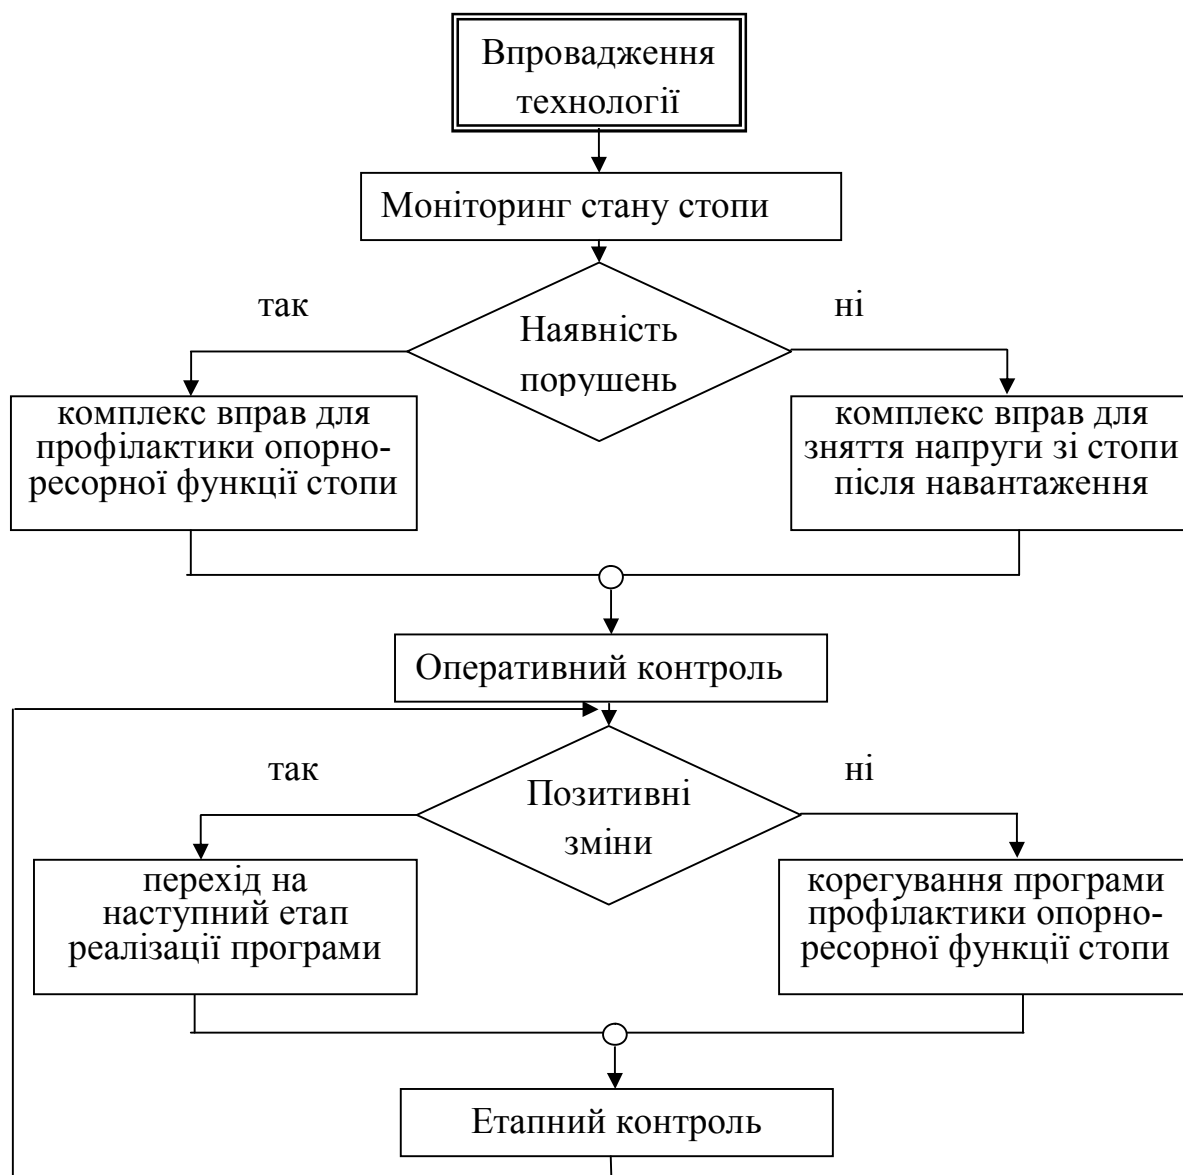 Впровадження
технології
Моніторинг стану стопи
так
ні
Наявність
порушень
комплекс вправ для
профілактики опорно-
ресорної функції стопи
комплекс вправ для
зняття напруги зі стопи
після навантаження
Оперативний контроль
так
ні
Позитивні
зміни
перехід на
наступний етап
реалізації програми
корегування програми
профілактики опорно-
ресорної функції стопи
Етапний контроль